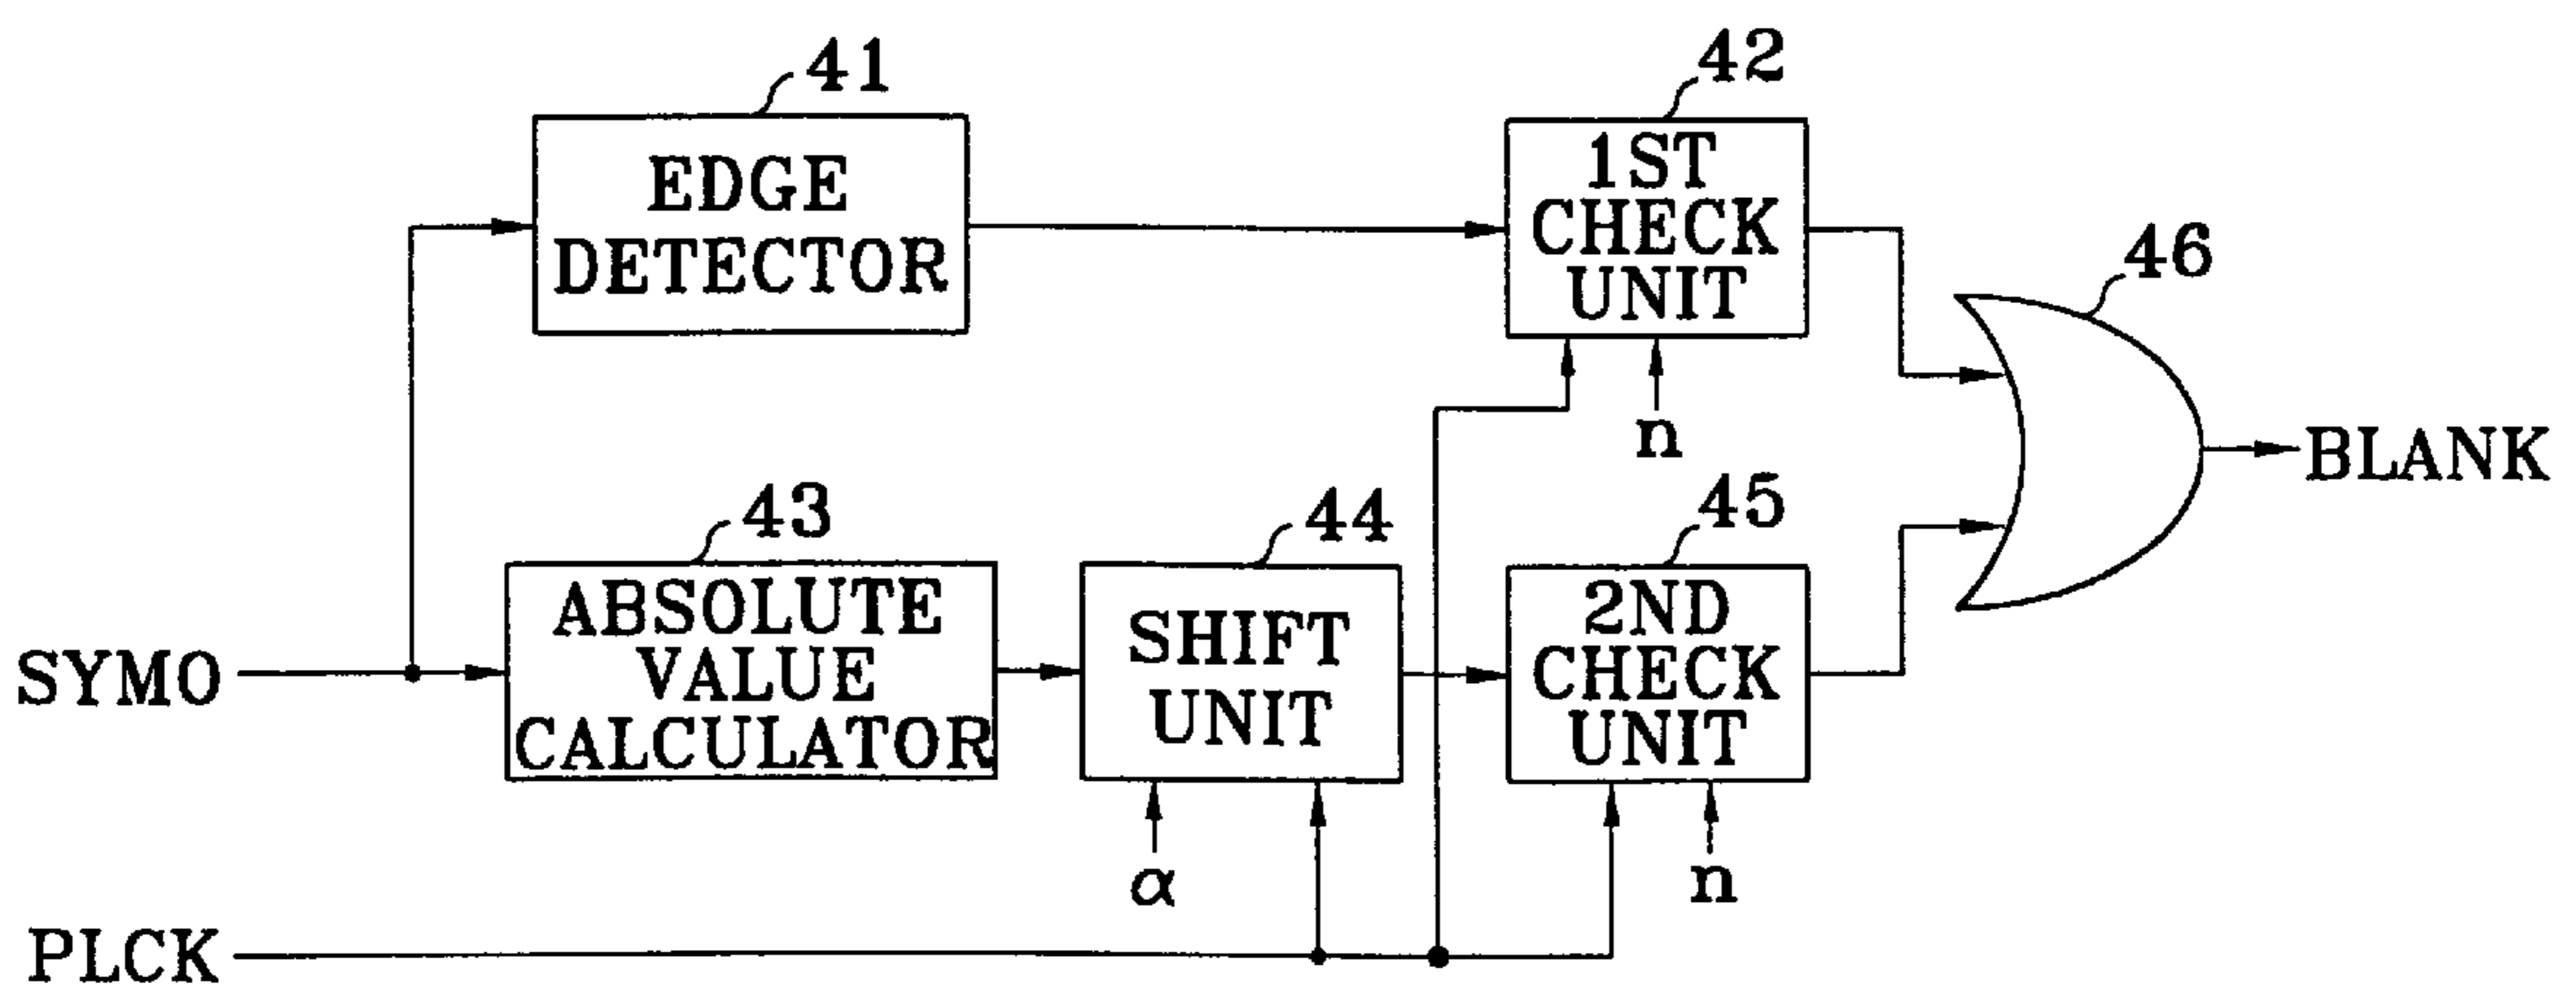 41
EDGE
DETECTOR
42
1ST
CHECK
UNIT
n
46
BLANK
SYMO
43
ABSOLUTE
VALUE
CALCULATOR
44
SHIFT
UNIT
α
45
2ND
CHECK
UNIT
n
PLCK